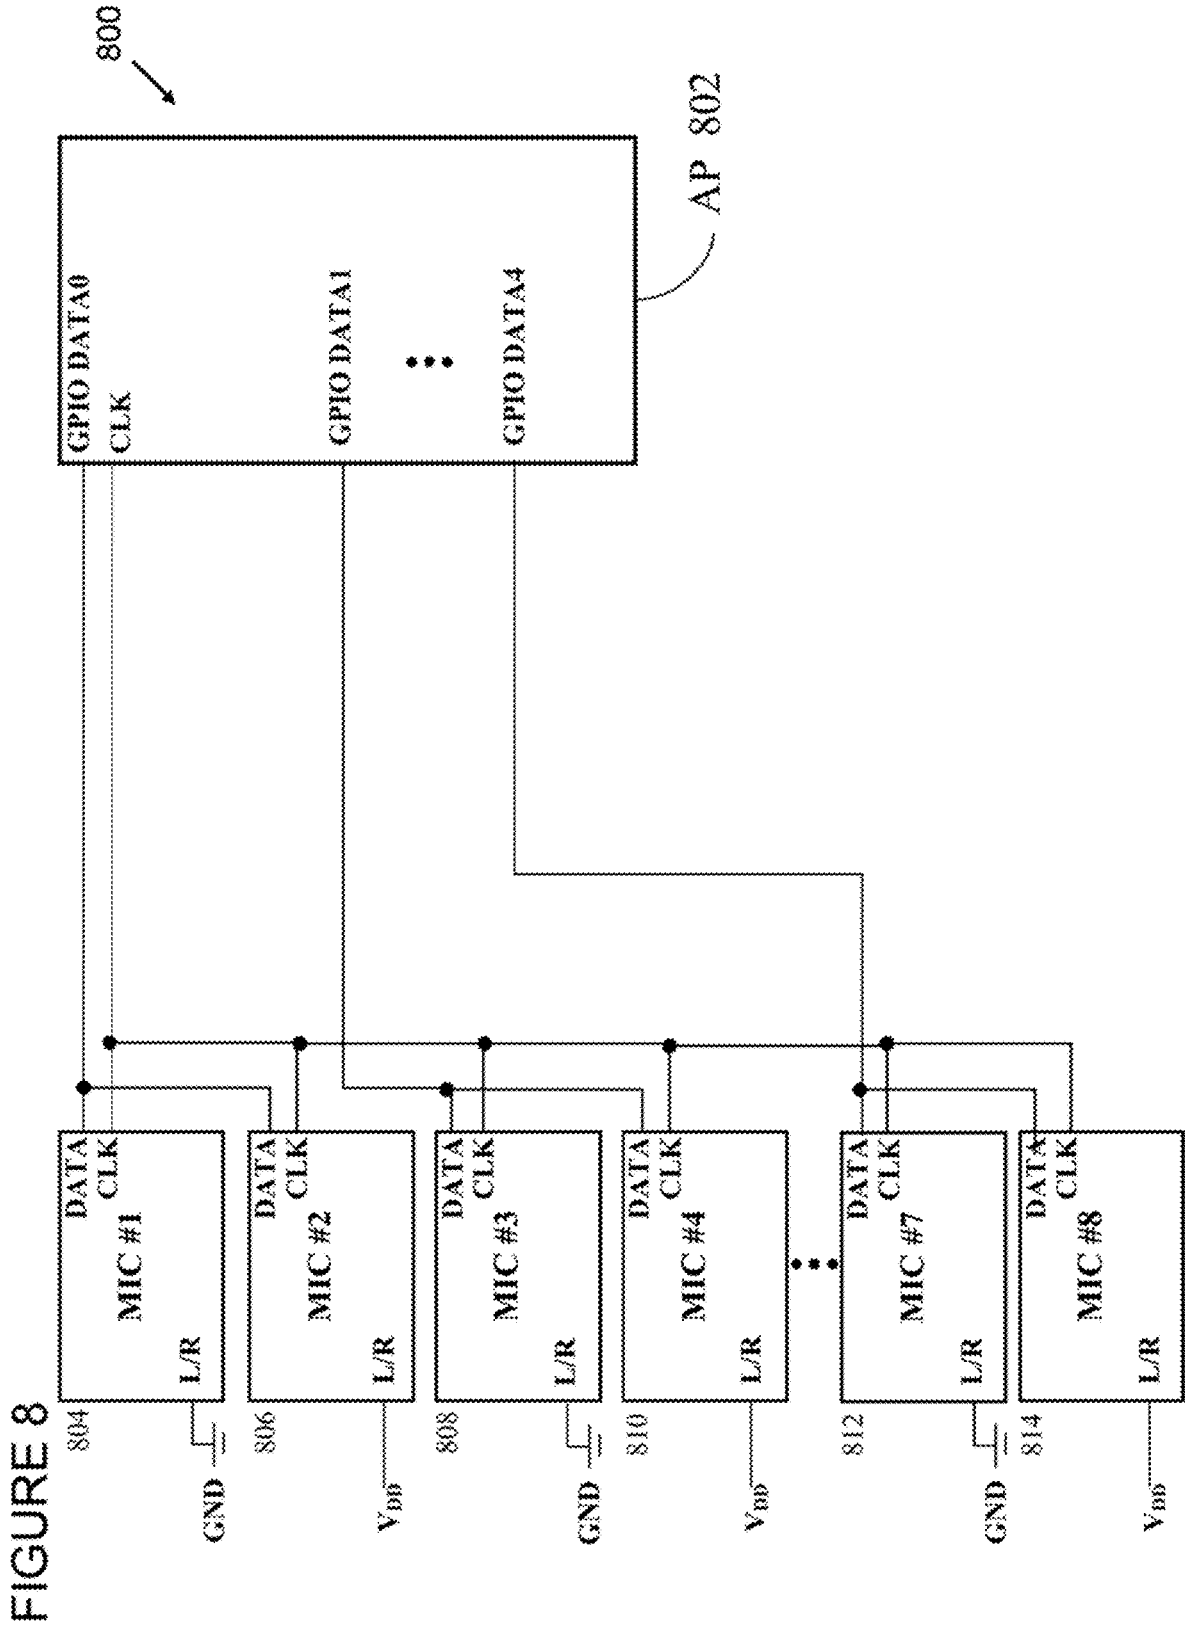 FIGURE 8
800
804
DATA
CLK
MIC #1
L/R
GND
GPIO DATA0
CLK
806
DATA
CLK
MIC #2
L/R
VDD
808
DATA
CLK
MIC #3
L/R
GND
GPIO DATA1
810
DATA
CLK
MIC #4
L/R
VDD
GPIO DATA4
AP 802
812
DATA
CLK
MIC #7
L/R
GND
814
DATA
CLK
MIC #8
L/R
VDD